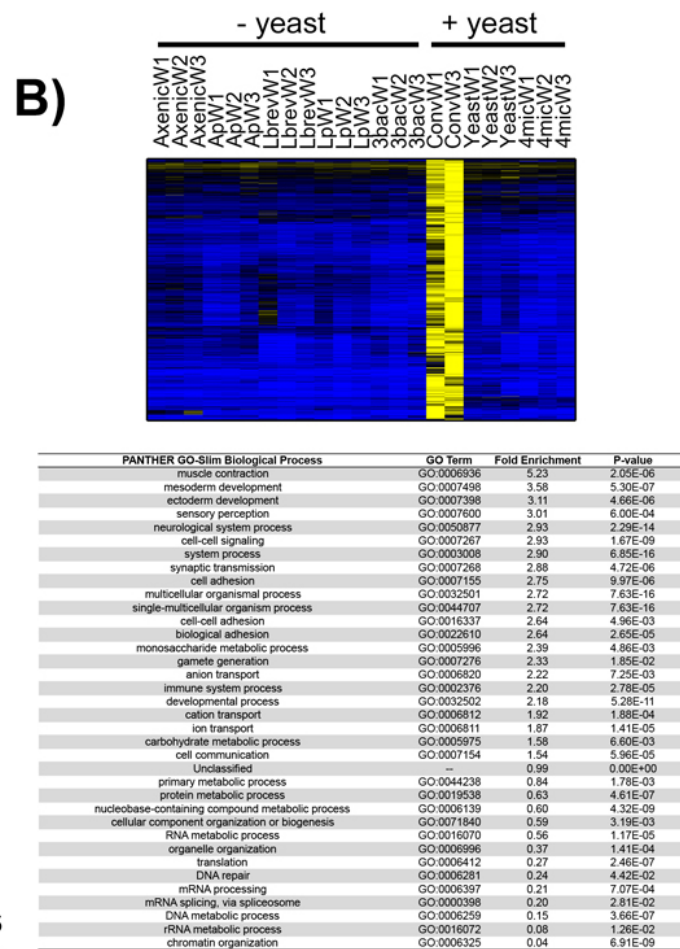 - yeast + yeast
B)
AxenicW1 AxenicW2 AxenicW3 ApW1 ApW2 ApW3 LbrevW1 LbrevW2 LbrevW3 LpW1 LpW2 LpW3 3bacW1 3bacW2 3bacW3 ConvW1 ConvW3 YeastW1 YeastW2 YeastW3 4micW1 4micW2 4micW3
PANTHER GO-Slim Biological Process GO Term Fold Enrichment P-value
muscle contraction GO:0006936 5.23 2.05E-06
mesoderm development GO:0007498 3.58 5.30E-07
ectoderm development GO:0007398 3.11 4.66E-06
sensory perception GO:0007600 3.01 6.00E-04
neurological system process GO:0050877 2.93 2.29E-14
cell-cell signaling GO:0007267 2.93 1.67E-09
system process GO:0003008 2.90 6.85E-16
synaptic transmission GO:0007268 2.88 4.72E-06
cell adhesion GO:0007155 2.75 9.97E-06
multicellular organismal process GO:0032501 2.72 7.63E-16
single-multicellular organism process GO:0044707 2.72 7.63E-16
cell-cell adhesion GO:0016337 2.64 4.96E-03
biological adhesion GO:0022610 2.64 2.65E-05
monosaccharide metabolic process GO:0005996 2.39 4.86E-03
gamete generation GO:0007276 2.33 1.85E-02
anion transport GO:0006820 2.22 7.25E-03
immune system process GO:0002376 2.20 2.78E-05
developmental process GO:0032502 2.18 5.28E-11
cation transport GO:0006812 1.92 1.88E-04
ion transport GO:0006811 1.87 1.41E-05
carbohydrate metabolic process GO:0005975 1.58 6.60E-03
cell communication GO:0007154 1.54 5.96E-05
Unclassified -- 0.99 0.00E+00
primary metabolic process GO:0044238 0.84 1.78E-03
protein metabolic process GO:0019538 0.63 4.61E-07
nucleobase-containing compound metabolic process GO:0006139 0.60 4.32E-09
cellular component organization or biogenesis GO:0071840 0.59 3.19E-03
RNA metabolic process GO:0016070 0.56 1.17E-05
organelle organization GO:0006996 0.37 1.41E-04
translation GO:0006412 0.27 2.46E-07
DNA repair GO:0006281 0.24 4.42E-02
mRNA processing GO:0006397 0.21 7.07E-04
mRNA splicing, via spliceosome GO:0000398 0.20 2.81E-02
DNA metabolic process GO:0006259 0.15 3.66E-07
rRNA metabolic process GO:0016072 0.08 1.26E-02
chromatin organization GO:0006325 0.04 6.91E-09